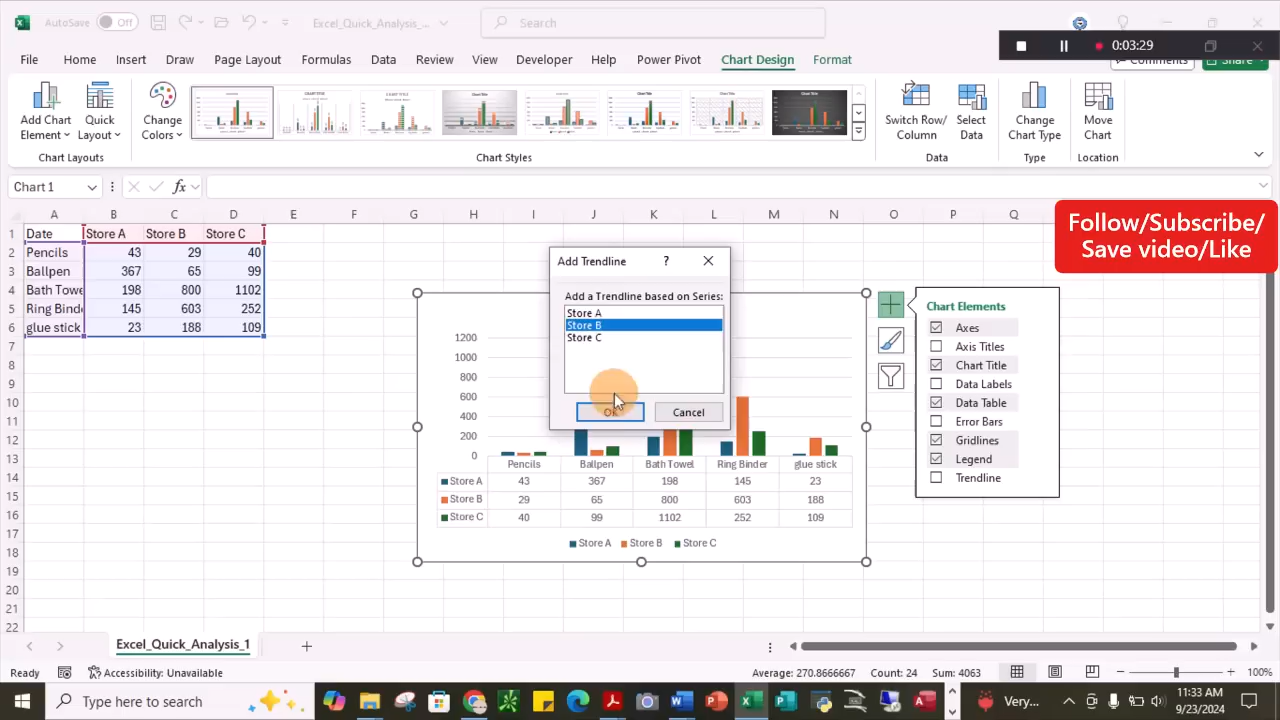 AutoSave Off Excel_Quick_Analysis_... Search
00:03:29
File Home Insert Draw Page Layout Formulas Data Review View Developer Help Power Pivot Chart Design Format Comments Share
Add Chart Element Quick Layout Change Colors Switch Row/ Column Select Data Change Chart Type Move Chart
Chart Layouts Chart Styles Data Type Location
Chart 1 fx
A B C D E F G H I J K L M N O P Q
1 Date Store A Store B Store C
2 Pencils 43 29 40
3 Ballpen 367 65 99
4 Bath Towe 198 800 1102
5 Ring Bind 145 603 252
6 glue stick 23 188 109
7
8
9
10
11
12
13
14
15
16
17
18
19
20
21
22
Follow/Subscribe/
Save video/Like
Add Trendline ? 
Add a Trendline based on Series:
Store A
Store B
Store C
OK Cancel
1200
1000
800
600
400
200
0
Pencils Ballpen Bath Towel Ring Binder glue stick
Store A 43 367 198 145 23
Store B 29 65 800 603 188
Store C 40 99 1102 252 109
Store A Store B Store C
Chart Elements
Axes
Axis Titles
Chart Title
Data Labels
Data Table
Error Bars
Gridlines
Legend
Trendline
Excel_Quick_Analysis_1
Ready Accessibility: Unavailable Average: 270.8666667 Count: 24 Sum: 4063 100%
Type here to search Very... 11:33 AM
9/23/2024